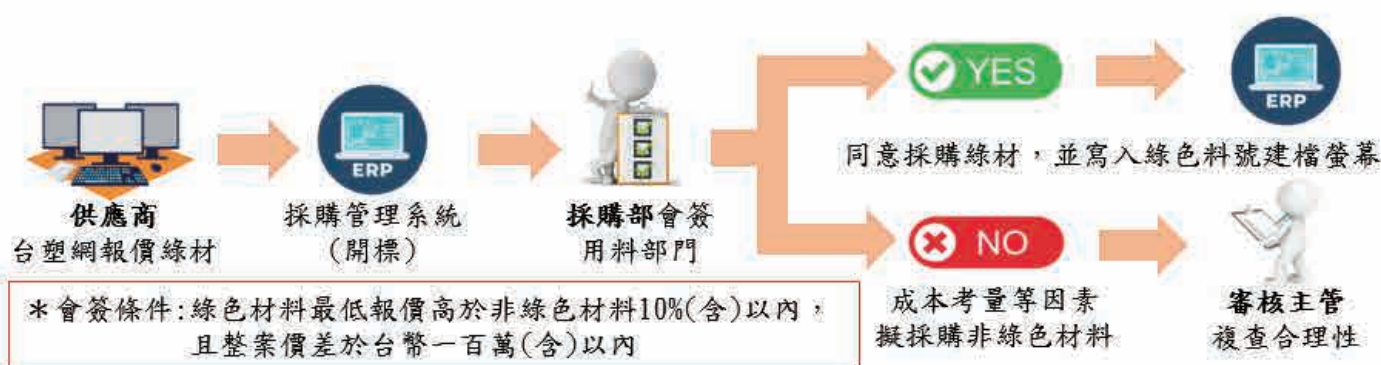 YES
ERP
同意採購綠材，並寫入綠色料號建檔螢幕
ERP
供應商
台塑網報價綠材
採購管理系統
(開標)
採購部會簽
用料部門
NO
成本考量等因素
擬採購非綠色材料
審核主管
複查合理性
＊會簽條件:綠色材料最低報價高於非綠色材料10%(含)以內，
且整案價差於台幣一百萬(含)以內